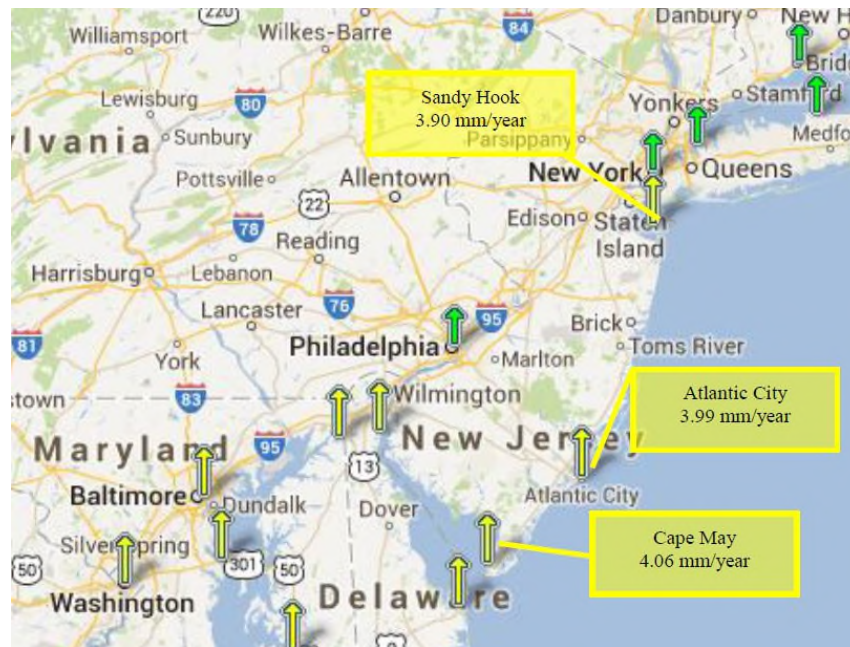 220
Williamsport
Wilkes-Barre
84
Danbury
New H
Bridg
Lewisburg
80
Sandy Hook
3.90 mm/year
Yonkers
Stamford
lvania
Sunbury
Parsippany
Medfo
Pottsville
Allentown
New York
Queens
22
78
Edison
Staten
Island
Reading
Harrisburg
Lebanon
Lancaster
76
95
Brick
81
York
Philadelphia
Marlton
Toms River
stown
83
Wilmington
Atlantic City
3.99 mm/year
Maryland
95
New Jersey
13
Baltimore
Dundalk
Dover
Atlantic City
Silver Spring
Cape May
4.06 mm/year
50
301
50
Washington
Delaware